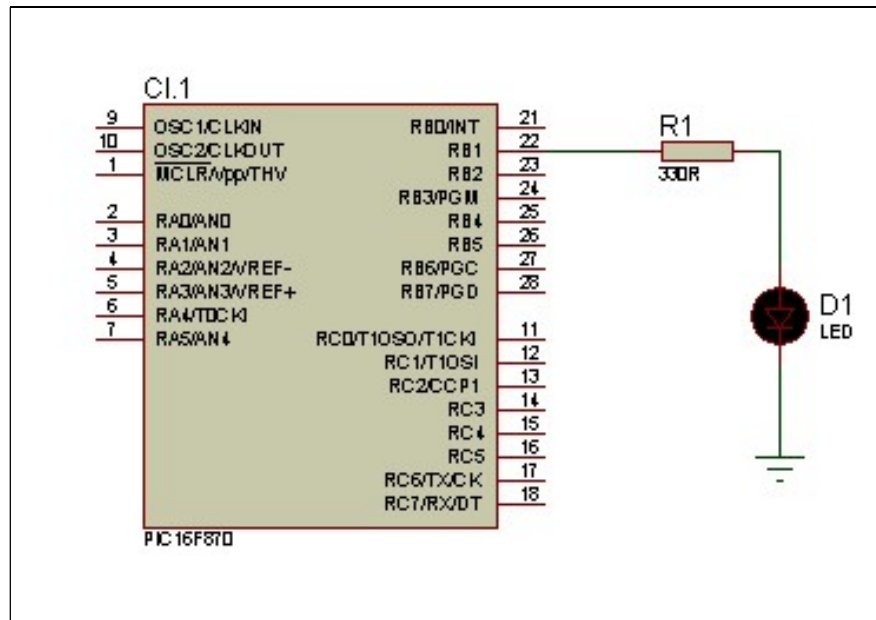 CI.1
9 OSC1/CLKIN
10 OSC2/CLKOUT
1 MCLR/Vpp/THV
2 RA0/AN0
3 RA1/AN1
4 RA2/AN2/VREF-
5 RA3/AN3/VREF+
6 RA4/T0CKI
7 RA5/AN4
RB0/INT 21
RB1 22
RB2 23
RB3/PGM 24
RB4 25
RB5 26
RB6/PGC 27
RB7/PGD 28
RC0/T1OSO/T1CKI 11
RC1/T1OSI 12
RC2/CCP1 13
RC3 14
RC4 15
RC5 16
RC6/TX/CK 17
RC7/RX/DT 18
PIC16F870
R1
330R
D1
LED